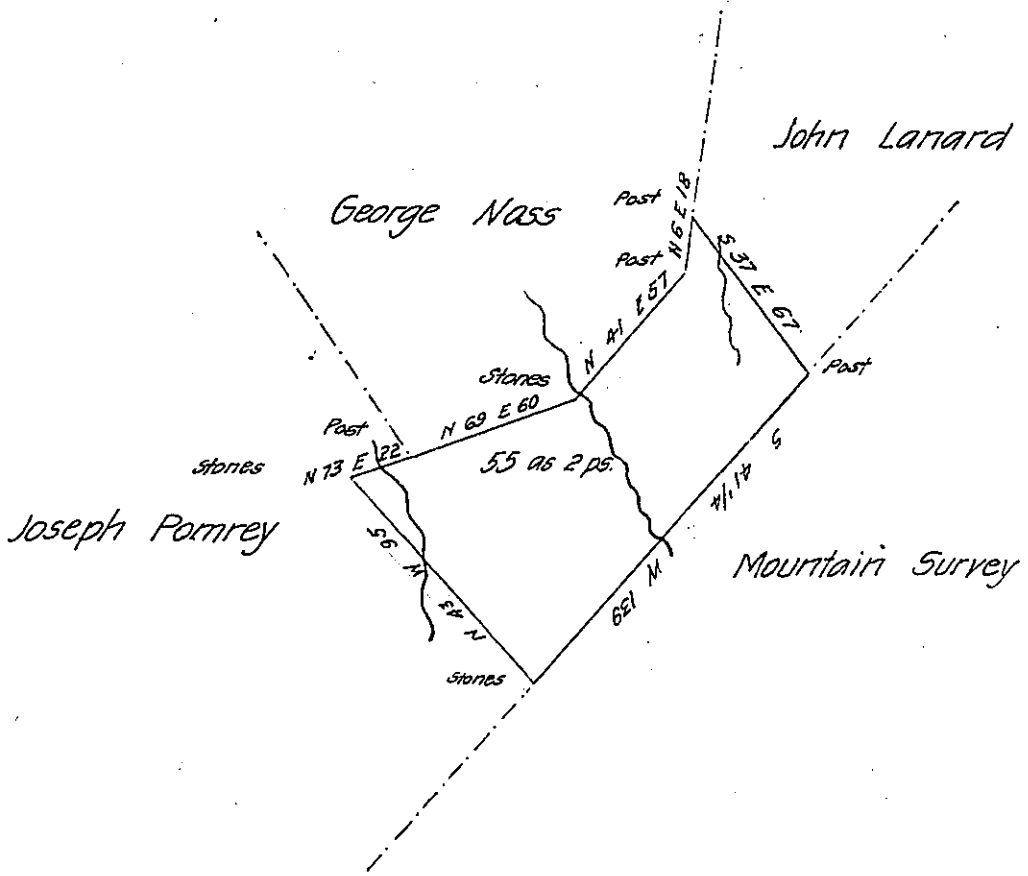 John Lanard
George Nass
Post
N 6 E 18
Post
S 37 E 67
N 41 E 57
Stones
Post
N 69 E 60
Post
Stones
N 73 E 22
55 as 2 ps.
Joseph Pomrey
S 41 1/4 W 139
Mountain Survey
N 43 W 95
Stones